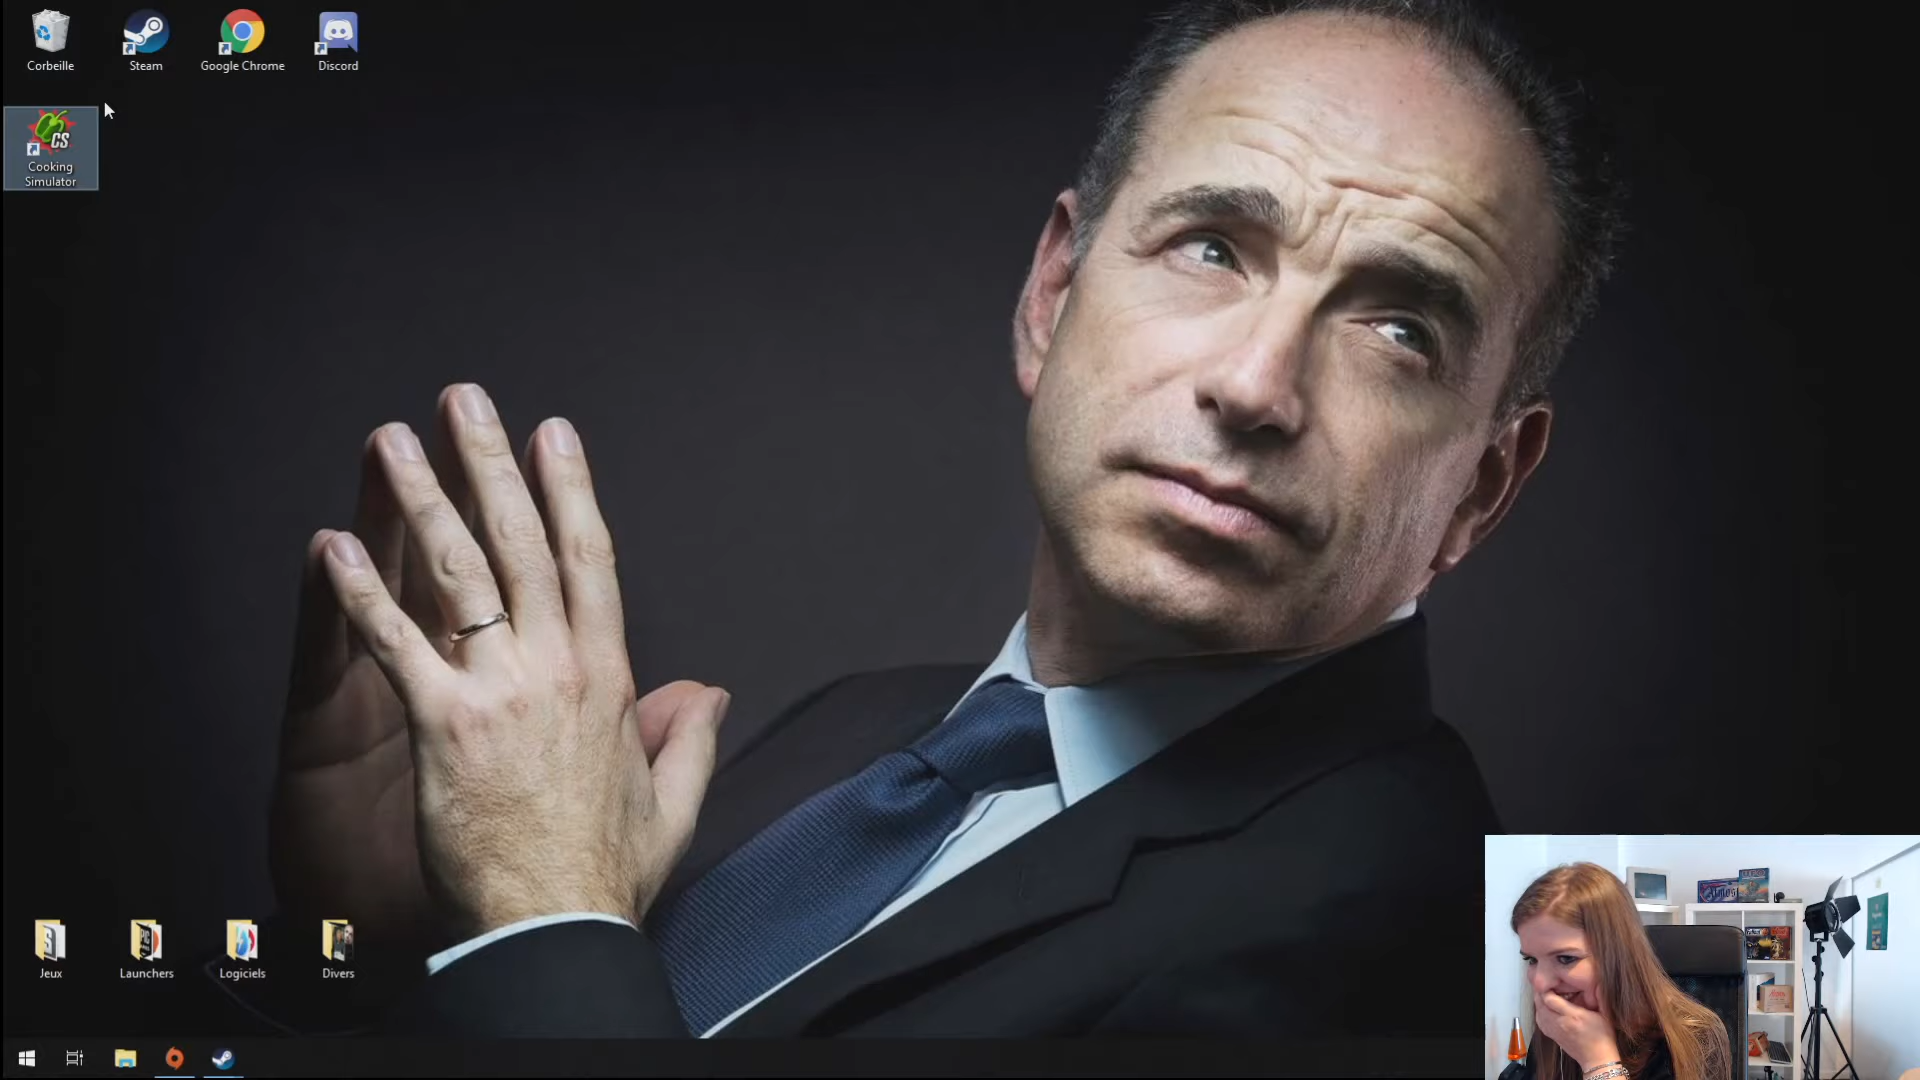 Corbeille
Steam
Google Chrome
Discord
CS
Cooking
Simulator
Jeux
Launchers
Logiciels
Divers